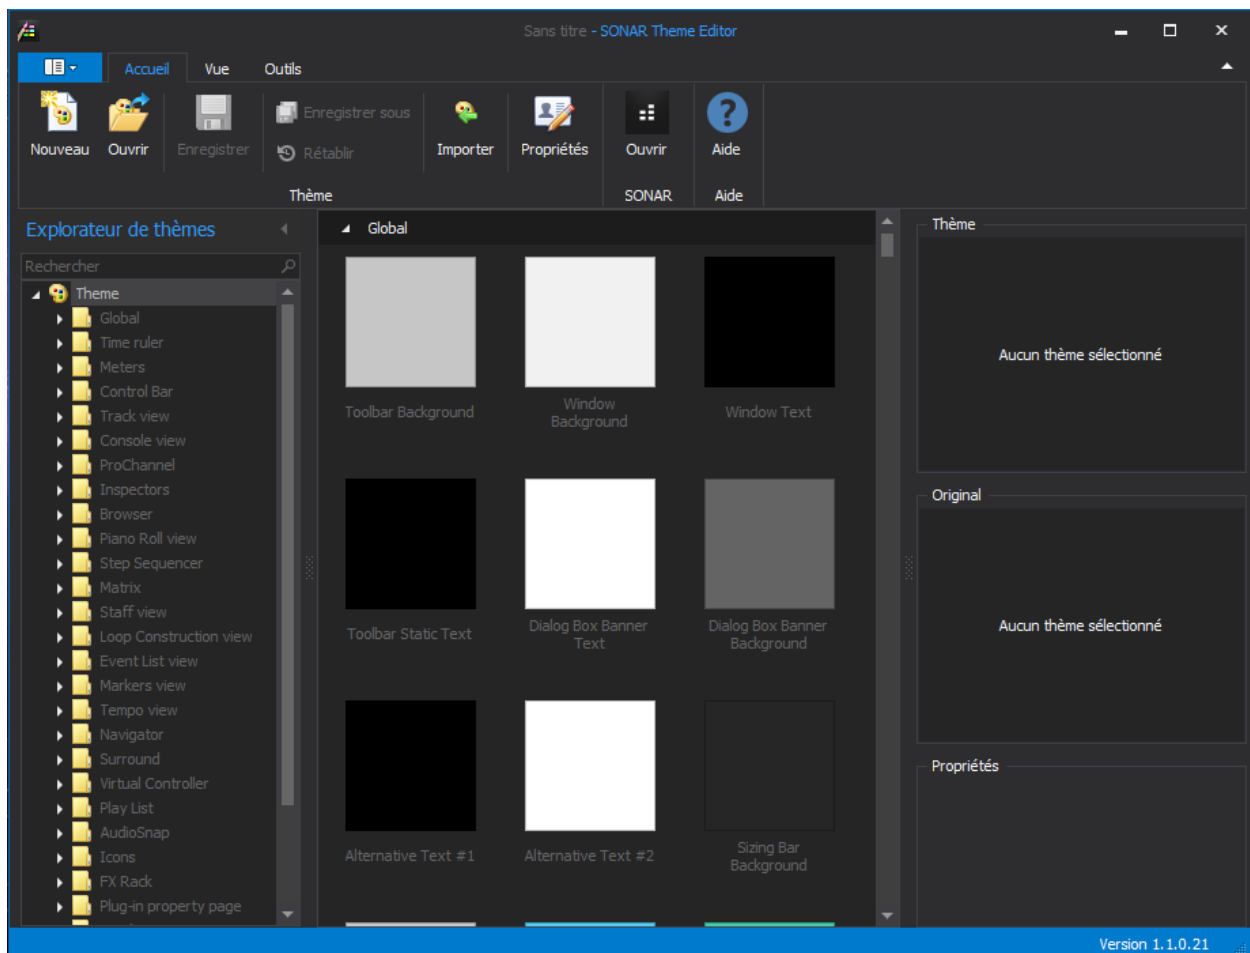 Sans titre - SONAR Theme Editor
Accueil
Vue
Outils
Nouveau
Ouvrir
Enregistrer
Enregistrer sous
Rétablir
Importer
Propriétés
Ouvrir
Aide
Thème
SONAR
Aide
Explorateur de thèmes
Rechercher
Theme
Global
Time ruler
Meters
Control Bar
Track view
Console view
ProChannel
Inspectors
Browser
Piano Roll view
Step Sequencer
Matrix
Staff view
Loop Construction view
Event List view
Markers view
Tempo view
Navigator
Surround
Virtual Controller
Play List
AudioSnap
Icons
FX Rack
Plug-in property page
Global
Toolbar Background
Window
Background
Window Text
Toolbar Static Text
Dialog Box Banner
Text
Dialog Box Banner
Background
Alternative Text #1
Alternative Text #2
Sizing Bar
Background
Thème
Aucun thème sélectionné
Original
Aucun thème sélectionné
Propriétés
Version 1.1.0.21